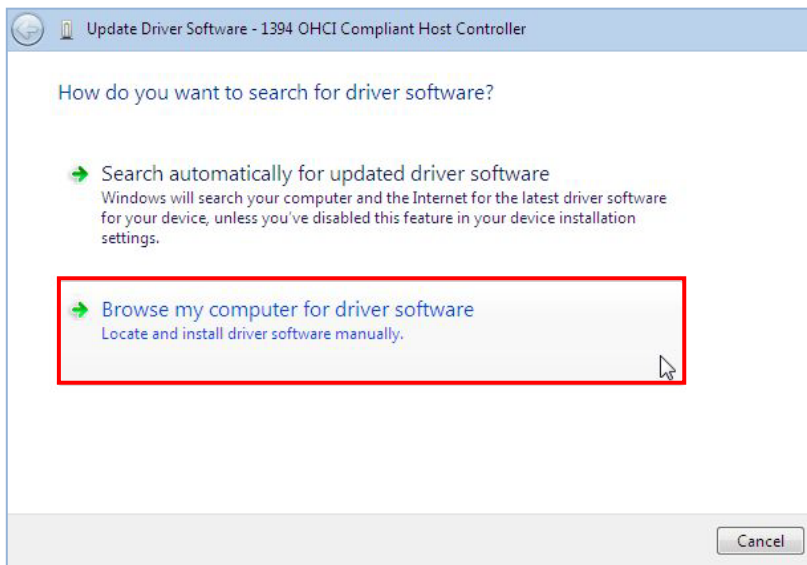 Update Driver Software - 1394 OHCI Compliant Host Controller
How do you want to search for driver software?
Search automatically for updated driver software
Windows will search your computer and the Internet for the latest driver software
for your device, unless you've disabled this feature in your device installation
settings.
Browse my computer for driver software
Locate and install driver software manually.
Cancel